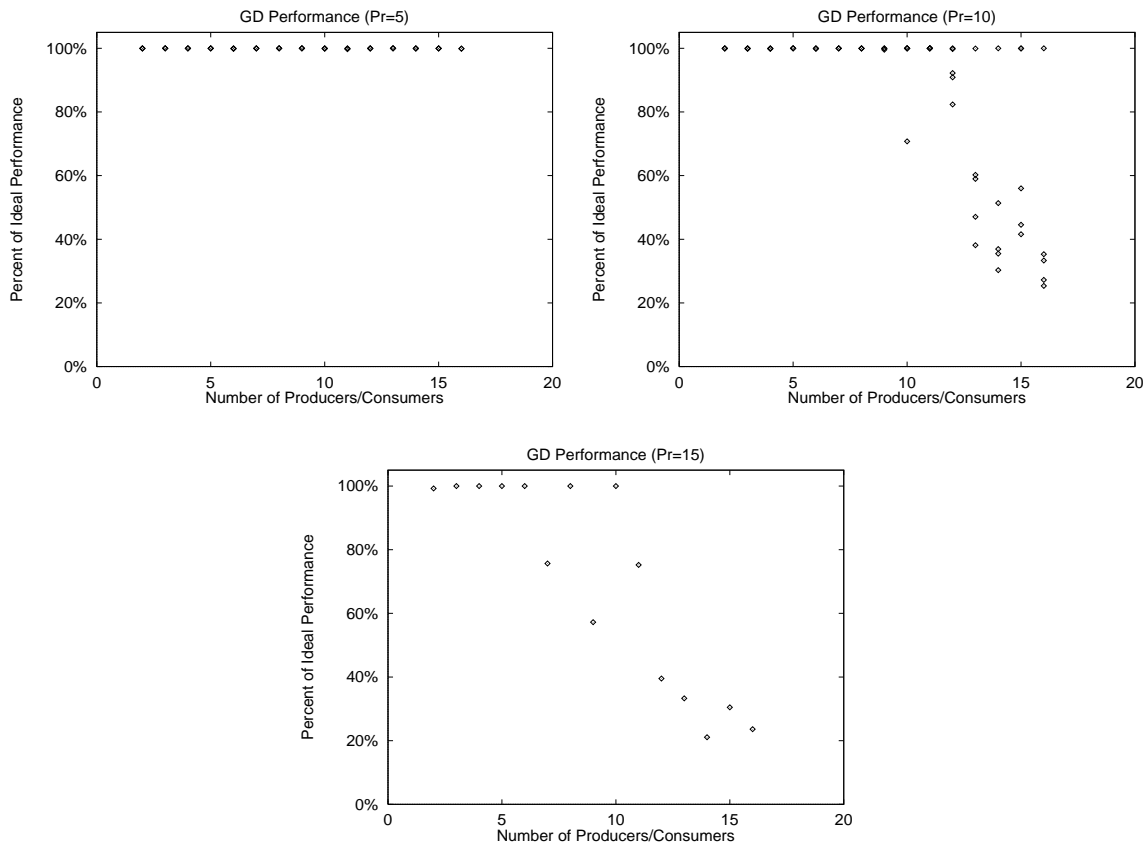 GD Performance (Pr=5)
100%
80%
60%
40%
20%
0%
Percent of Ideal Performance
0 5 10 15 20
Number of Producers/Consumers
GD Performance (Pr=10)
100%
80%
60%
40%
20%
0%
Percent of Ideal Performance
0 5 10 15 20
Number of Producers/Consumers
GD Performance (Pr=15)
100%
80%
60%
40%
20%
0%
Percent of Ideal Performance
0 5 10 15 20
Number of Producers/Consumers